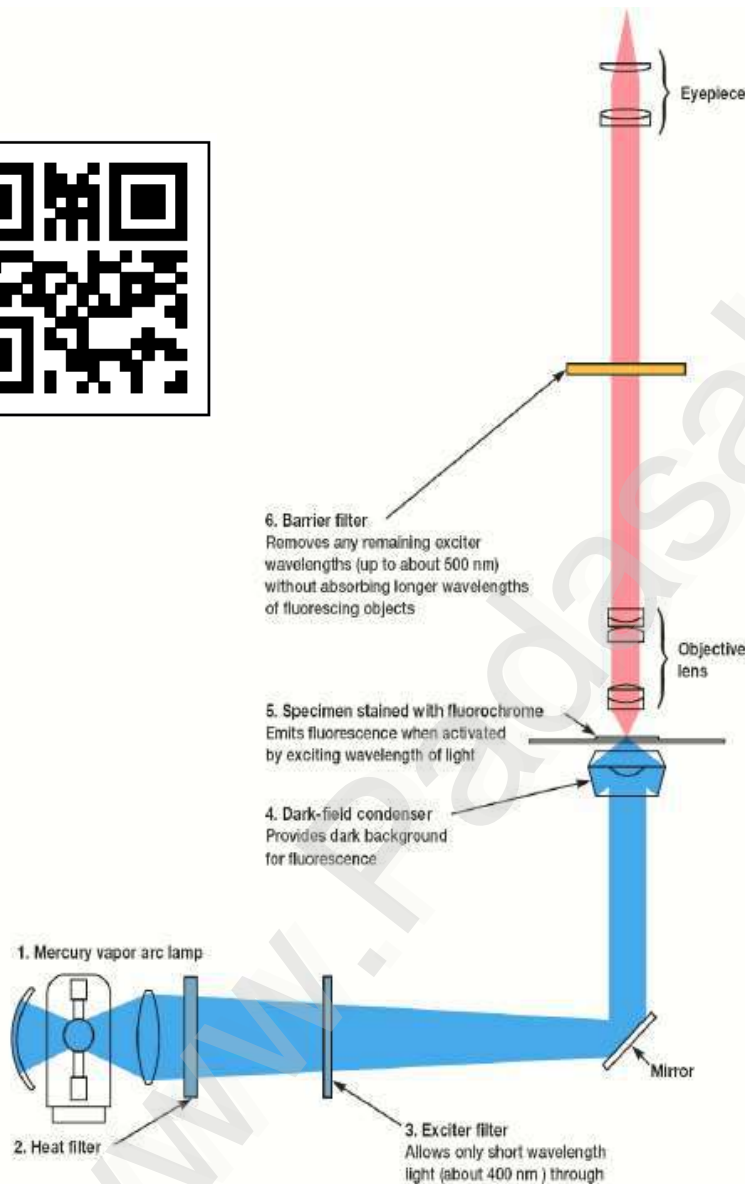 Eyepiece
6. Barrier filter
Removes any remaining exciter
wavelengths (up to about 500 nm)
without absorbing longer wavelengths
of fluorescing objects
Objective
lens
5. Specimen stained with fluorochrome
Emits fluorescence when activated
by exciting wavelength of light
4. Dark-field condenser
Provides dark background
for fluorescence
1. Mercury vapor arc lamp
Mirror
2. Heat filter
3. Exciter filter
Allows only short wavelength
light (about 400 nm ) through